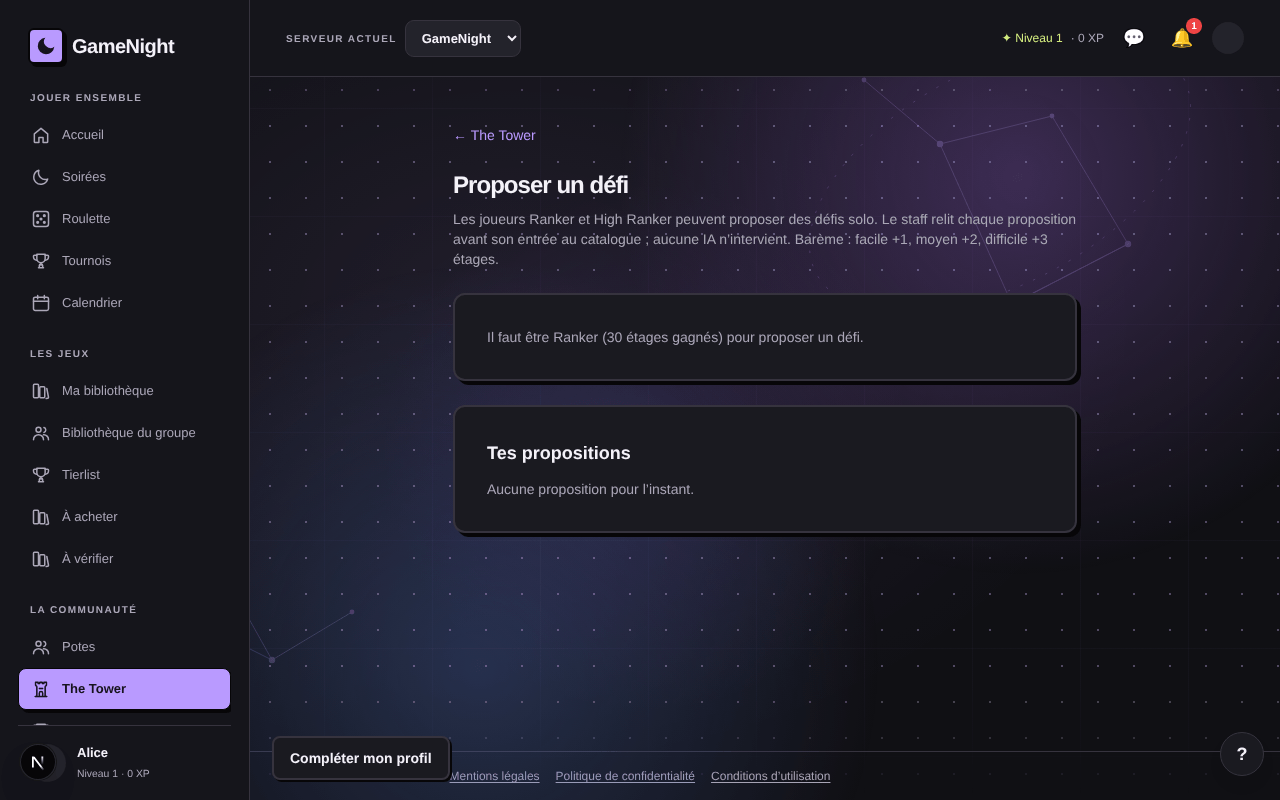 GameNight
SERVEUR ACTUEL
GameNight
✦ Niveau 1 · 0 XP
1
JOUER ENSEMBLE
Accueil
Soirées
Roulette
Tournois
Calendrier
LES JEUX
Ma bibliothèque
Bibliothèque du groupe
Tierlist
À acheter
À vérifier
LA COMMUNAUTÉ
Potes
The Tower
N
Alice
Niveau 1 · 0 XP
← The Tower
Proposer un défi
Les joueurs Ranker et High Ranker peuvent proposer des défis solo. Le staff relit chaque proposition
avant son entrée au catalogue ; aucune IA n’intervient. Barème : facile +1, moyen +2, difficile +3
étages.
Il faut être Ranker (30 étages gagnés) pour proposer un défi.
Tes propositions
Aucune proposition pour l’instant.
Compléter mon profil
Mentions légales Politique de confidentialité Conditions d’utilisation
?